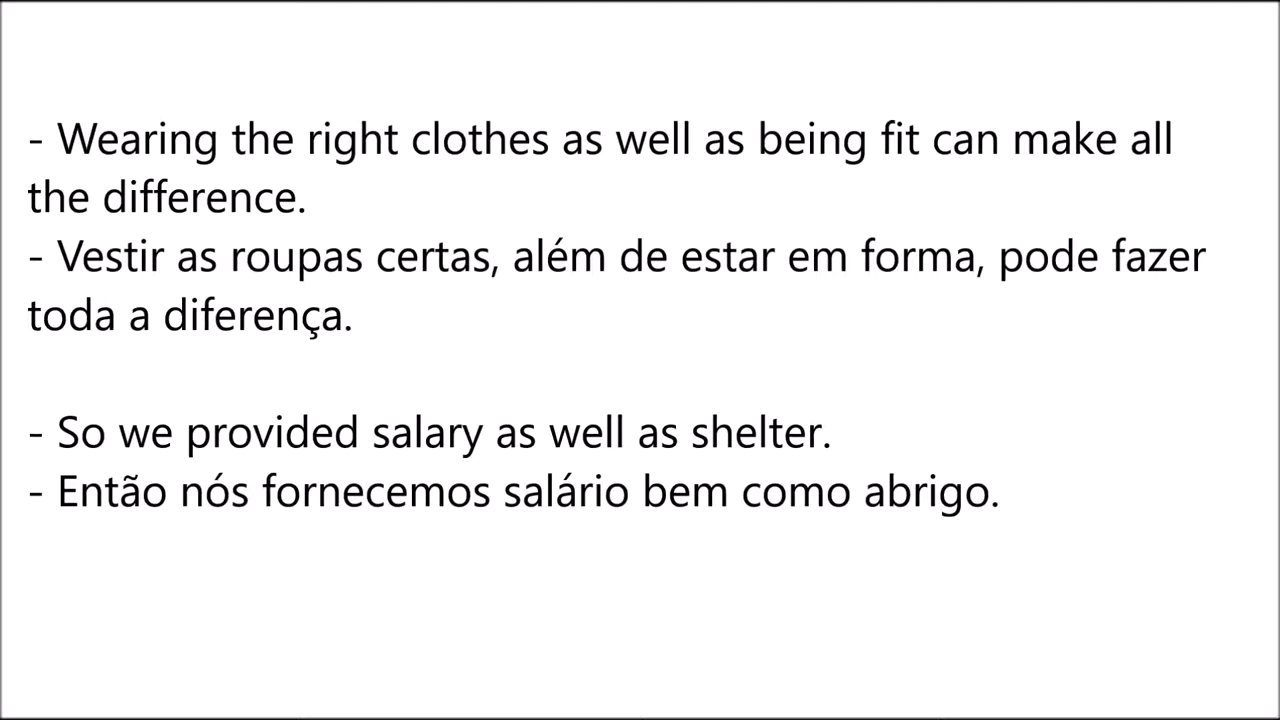 - Wearing the right clothes as well as being fit can make all
the difference.
- Vestir as roupas certas, além de estar em forma, pode fazer
toda a diferença.
- So we provided salary as well as shelter.
- Então nós fornecemos salário bem como abrigo.